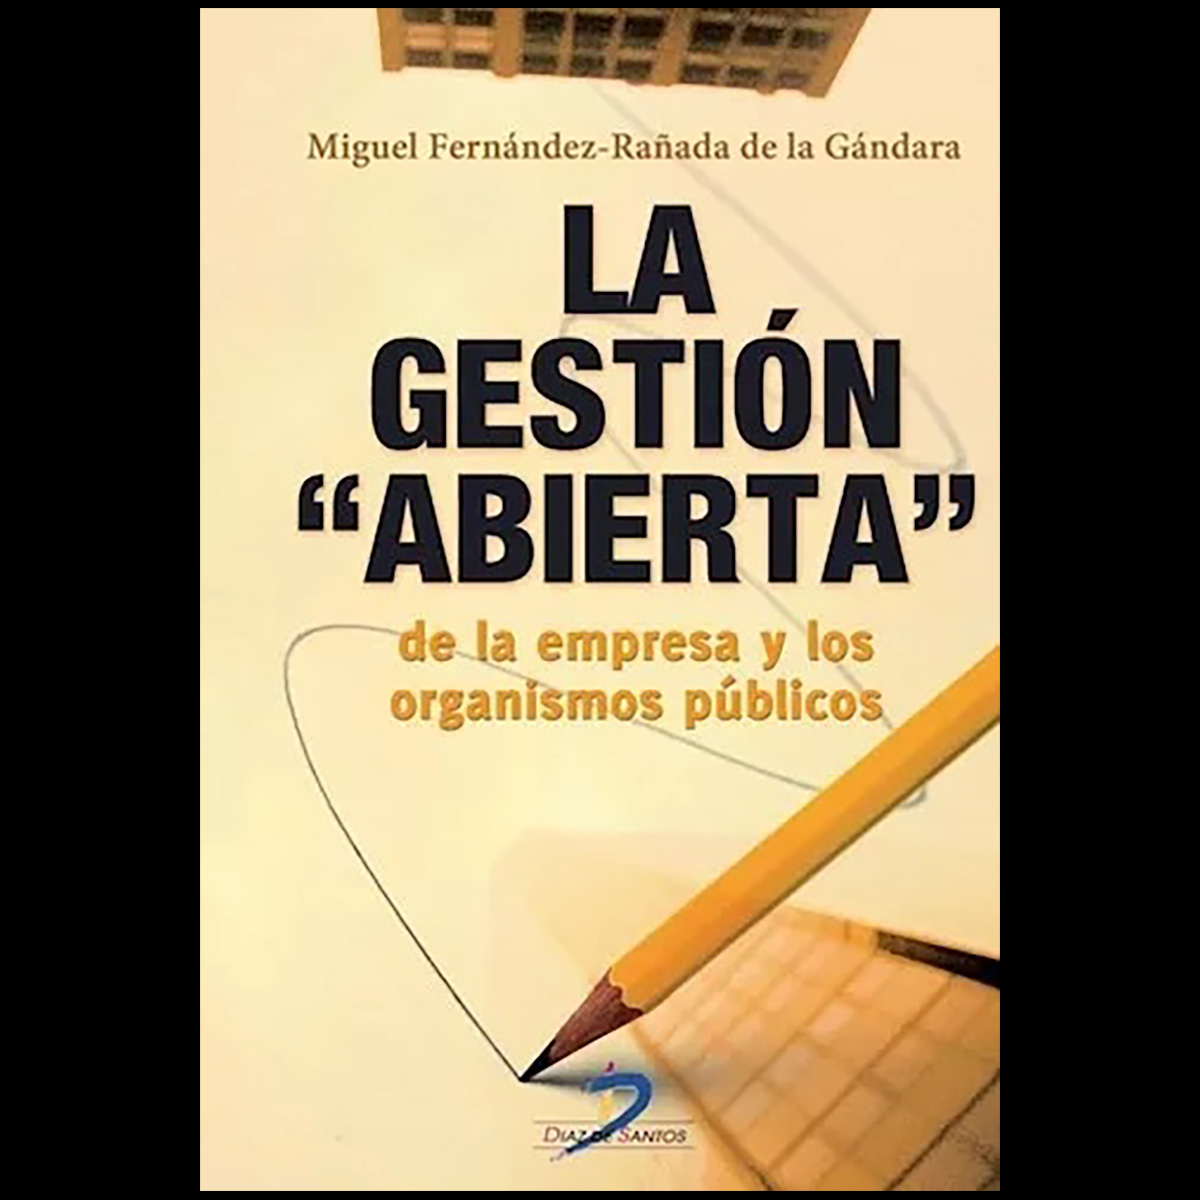 Miguel Fernández-Rañada de la Gándara
LA
GESTIÓN
“ABIERTA”
de la empresa y los
organismos públicos
DIAZ DE SANTOS